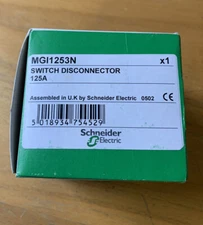 MGI1253N x1
SWITCH DISCONNECTOR
125A
Assembled in U.K by Schneider Electric 0502 CE
5 018934 754529
Schneider
Electric